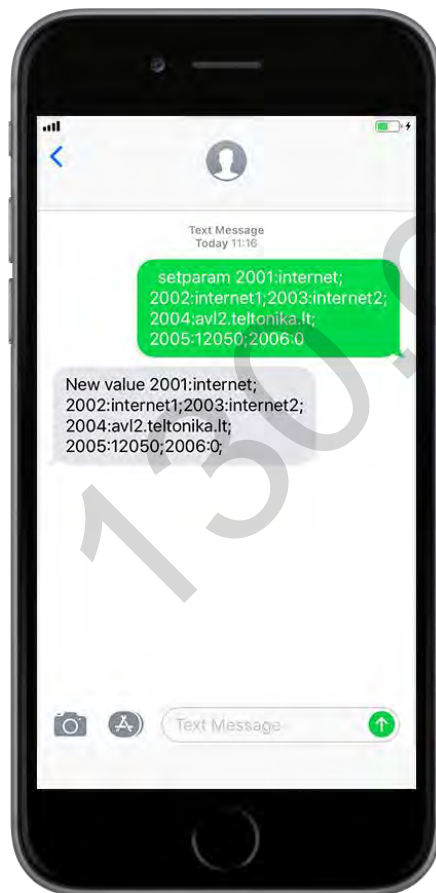 Text Message
Today 11:16
setparam 2001:internet;
2002:internet1;2003:internet2;
2004:avl2.teltonika.lt;
2005:12050;2006:0
New value 2001:internet;
2002:internet1;2003:internet2;
2004:avl2.teltonika.lt;
2005:12050;2006:0;
Text Message